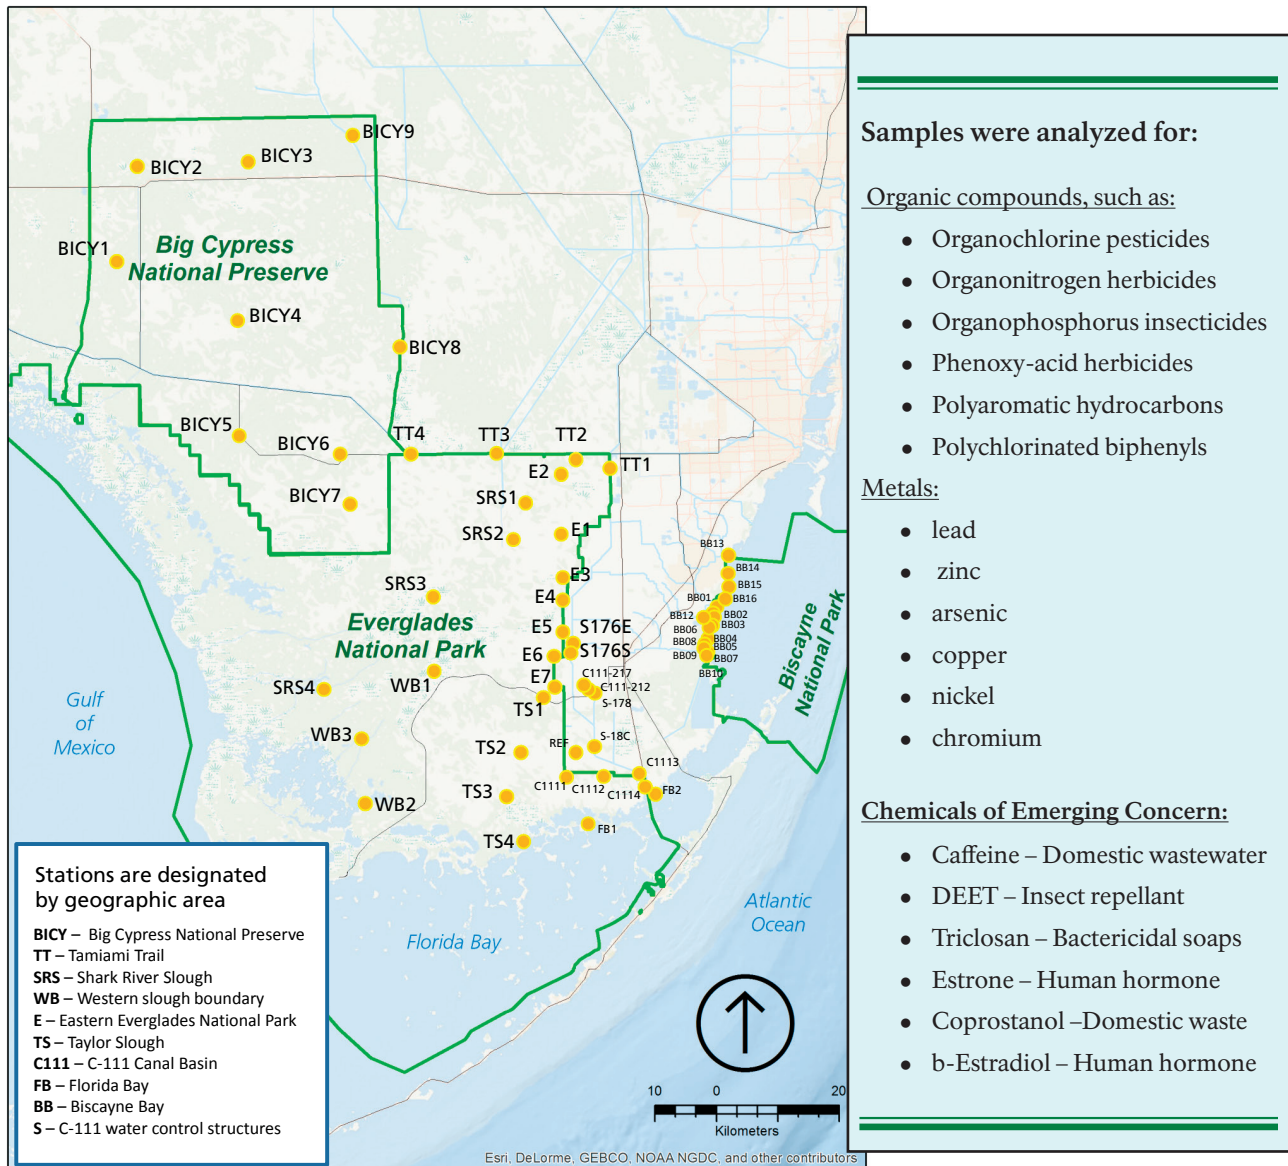 BICY9
BICY3
BICY2
BICY1
Big Cypress
National Preserve
BICY4
BICY8
BICY5
BICY6
TT4
TT3
TT2
TT1
E2
BICY7
SRS1
SRS2
E1
E3
SRS3
E4
Everglades
National Park
E5
S176E
S176S
E6
WB1
E7
C111-217
C111-212
S-178
TS1
SRS4
WB3
TS2
REF
S-18C
C1113
C1111
C1112
C1114
FB2
TS3
WB2
FB1
TS4
BB13
BB14
BB15
BB01
BB16
BB12
BB02
BB03
BB06
BB04
BB08
BB05
BB09
BB07
BB10
Biscayne
National Park
Gulf
of
Mexico
Florida Bay
Atlantic
Ocean
Stations are designated
by geographic area
BICY – Big Cypress National Preserve
TT – Tamiami Trail
SRS – Shark River Slough
WB – Western slough boundary
E – Eastern Everglades National Park
TS – Taylor Slough
C111 – C-111 Canal Basin
FB – Florida Bay
BB – Biscayne Bay
S – C-111 water control structures
10 0 20
Kilometers
Esri, DeLorme, GEBCO, NOAA NGDC, and other contributors
Samples were analyzed for:
Organic compounds, such as:
• Organochlorine pesticides
• Organonitrogen herbicides
• Organophosphorus insecticides
• Phenoxy-acid herbicides
• Polyaromatic hydrocarbons
• Polychlorinated biphenyls
Metals:
• lead
• zinc
• arsenic
• copper
• nickel
• chromium
Chemicals of Emerging Concern:
• Caffeine – Domestic wastewater
• DEET – Insect repellant
• Triclosan – Bactericidal soaps
• Estrone – Human hormone
• Coprostanol –Domestic waste
• b-Estradiol – Human hormone